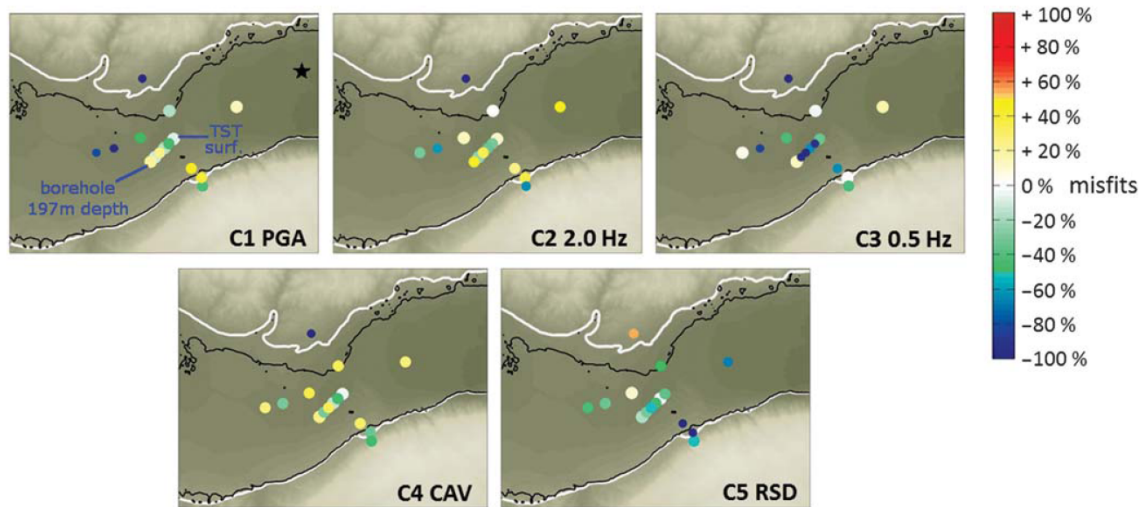 TST
surf.
borehole
197m depth
C1 PGA
C2 2.0 Hz
C3 0.5 Hz
+ 100 %
+ 80 %
+ 60 %
+ 40 %
+ 20 %
0 % misfits
−20 %
−40 %
−60 %
−80 %
−100 %
C4 CAV
C5 RSD